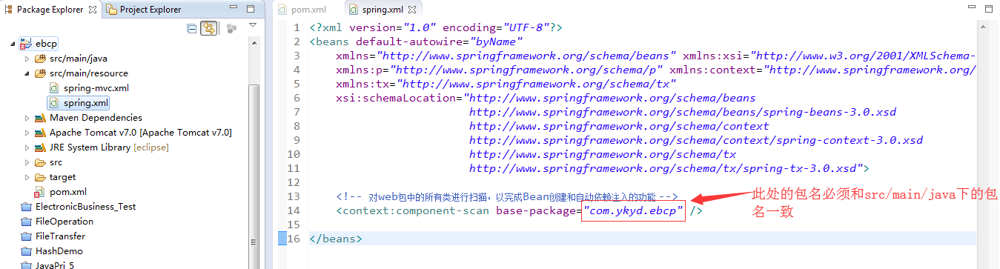 Package Explorer
Project Explorer
ebcp
src/main/java
src/main/resource
spring-mvc.xml
spring.xml
Maven Dependencies
Apache Tomcat v7.0 [Apache Tomcat v7.0]
JRE System Library [eclipse]
src
target
pom.xml
ElectronicBusiness_Test
FileOperation
FileTransfer
HashDemo
JavaPri_5
pom.xml
spring.xml
1 <?xml version="1.0" encoding="UTF-8"?>
2 <beans default-autowire="byName"
3 xmlns="http://www.springframework.org/schema/beans" xmlns:xsi="http://www.w3.org/2001/XMLSchema-
4 xmlns:p="http://www.springframework.org/schema/p" xmlns:context="http://www.springframework.org/
5 xmlns:tx="http://www.springframework.org/schema/tx"
6 xsi:schemaLocation="http://www.springframework.org/schema/beans
7 http://www.springframework.org/schema/beans/spring-beans-3.0.xsd
8 http://www.springframework.org/schema/context
9 http://www.springframework.org/schema/context/spring-context-3.0.xsd
10 http://www.springframework.org/schema/tx
11 http://www.springframework.org/schema/tx/spring-tx-3.0.xsd">
12
13 <!-- 对web包中的所有类进行扫描，以完成Bean创建和自动依赖注入的功能 -->
14 <context:component-scan base-package="com.ykyd.ebcp" />
15
16 </beans>
此处的包名必须和src/main/java下的包
名一致